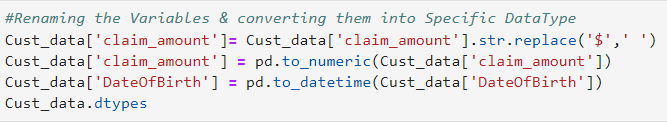 #Renaming the Variables & converting them into Specific DataType
Cust_data['claim_amount']= Cust_data['claim_amount'].str.replace('$',' ')
Cust_data['claim_amount'] = pd.to_numeric(Cust_data['claim_amount'])
Cust_data['DateOfBirth'] = pd.to_datetime(Cust_data['DateOfBirth'])
Cust_data.dtypes